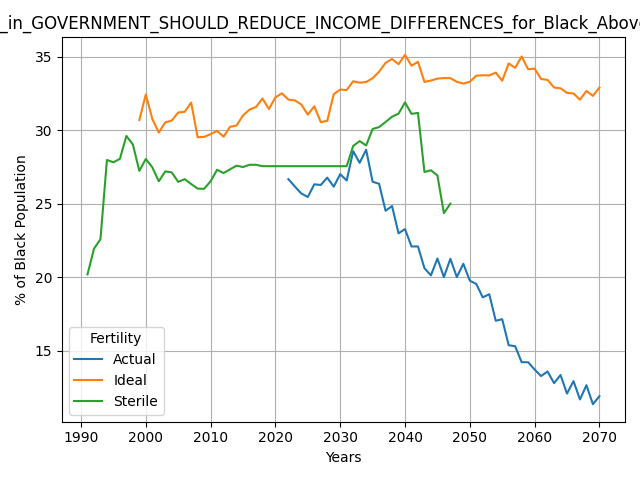 _in_GOVERNMENT_SHOULD_REDUCE_INCOME_DIFFERENCES_for_Black_Above
% of Black Population
35
30
25
20
15
Fertility
Actual
Ideal
Sterile
1990 2000 2010 2020 2030 2040 2050 2060 2070
Years